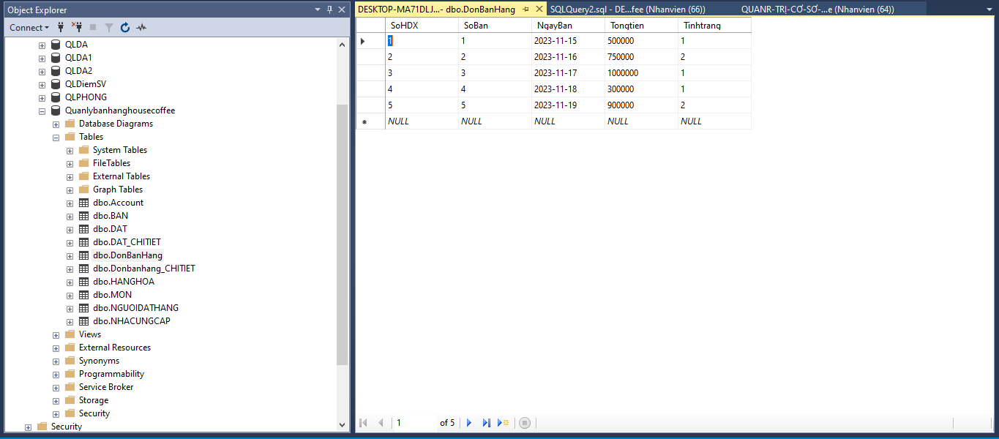 Object Explorer
Connect
QLDA
QLDA1
QLDA2
QLDiemSV
QLPHONG
Quanlybanhanghousecoffee
Database Diagrams
Tables
System Tables
FileTables
External Tables
Graph Tables
dbo.Account
dbo.BAN
dbo.DAT
dbo.DAT_CHITIET
dbo.DonBanHang
dbo.Donbanhang_CHITIET
dbo.HANGHOA
dbo.MON
dbo.NGUOIDATHANG
dbo.NHACUNGCAP
Views
External Resources
Synonyms
Programmability
Service Broker
Storage
Security
Security
DESKTOP-MA71DLJ...- dbo.DonBanHang SQLQuery2.sql - DE...fee (Nhanvien (66)) QUANR-TRỊ-CƠ-SƠ-...e (Nhanvien (64))
SoHDX SoBan NgayBan Tongtien Tinhtrang
1 1 2023-11-15 500000 1
2 2 2023-11-16 750000 2
3 3 2023-11-17 1000000 1
4 4 2023-11-18 300000 1
5 5 2023-11-19 900000 2
NULL NULL NULL NULL NULL
1 of 5